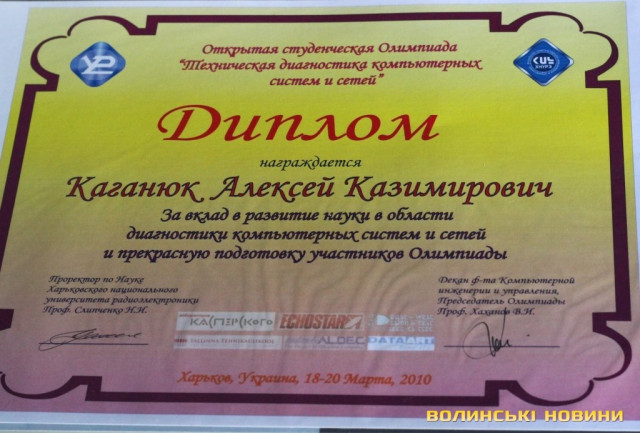 Открытая студенческая Олимпиада
"Техническая диагностика компьютерных
систем и сетей"
Диплом
награждается
Каганюк Алексей Казимирович
За вклад в развитие науки в области
диагностики компьютерных систем и сетей
и прекрасную подготовку участников Олимпиады
Проректор по Науке
Харьковского национального
университета радиоэлектроники
Проф. Слипченко Н.И.
Декан ф-та Компьютерной
инженерии и управления,
Председатель Олимпиады
Проф. Хаханов В.И.
КАСПЕРСКОГО ECHOSTAR
ALDEC DATAART
Харьков, Украина, 18-20 Марта, 2010
ВОЛИНСЬКІ НОВИНИ